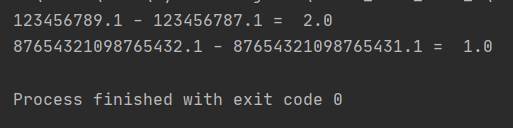 123456789.1 - 123456787.1 =  2.0
87654321098765432.1 - 87654321098765431.1 =  1.0
Process finished with exit code 0